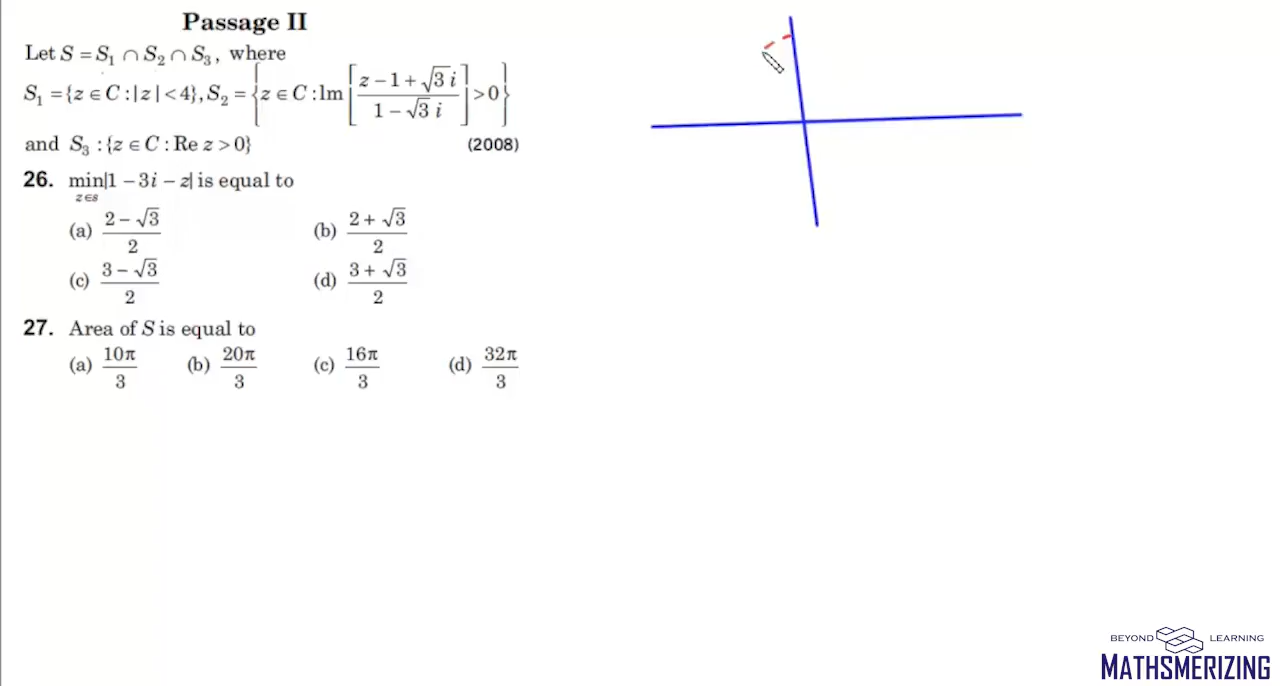 Passage II
Let S = S₁ ∩ S₂ ∩ S₃, where
S₁ = {z ∈ C : |z| < 4}, S₂ = {z ∈ C : lm [(z − 1 + √3 i)/(1 − √3 i)] > 0}
and S₃ : {z ∈ C : Re z > 0} (2008)
26. min|1 − 3i − z| is equal to
z∈s
(a) (2 − √3)/2 (b) (2 + √3)/2
(c) (3 − √3)/2 (d) (3 + √3)/2
27. Area of S is equal to
(a) 10π/3 (b) 20π/3 (c) 16π/3 (d) 32π/3
BEYOND LEARNING
MATHSMERIZING